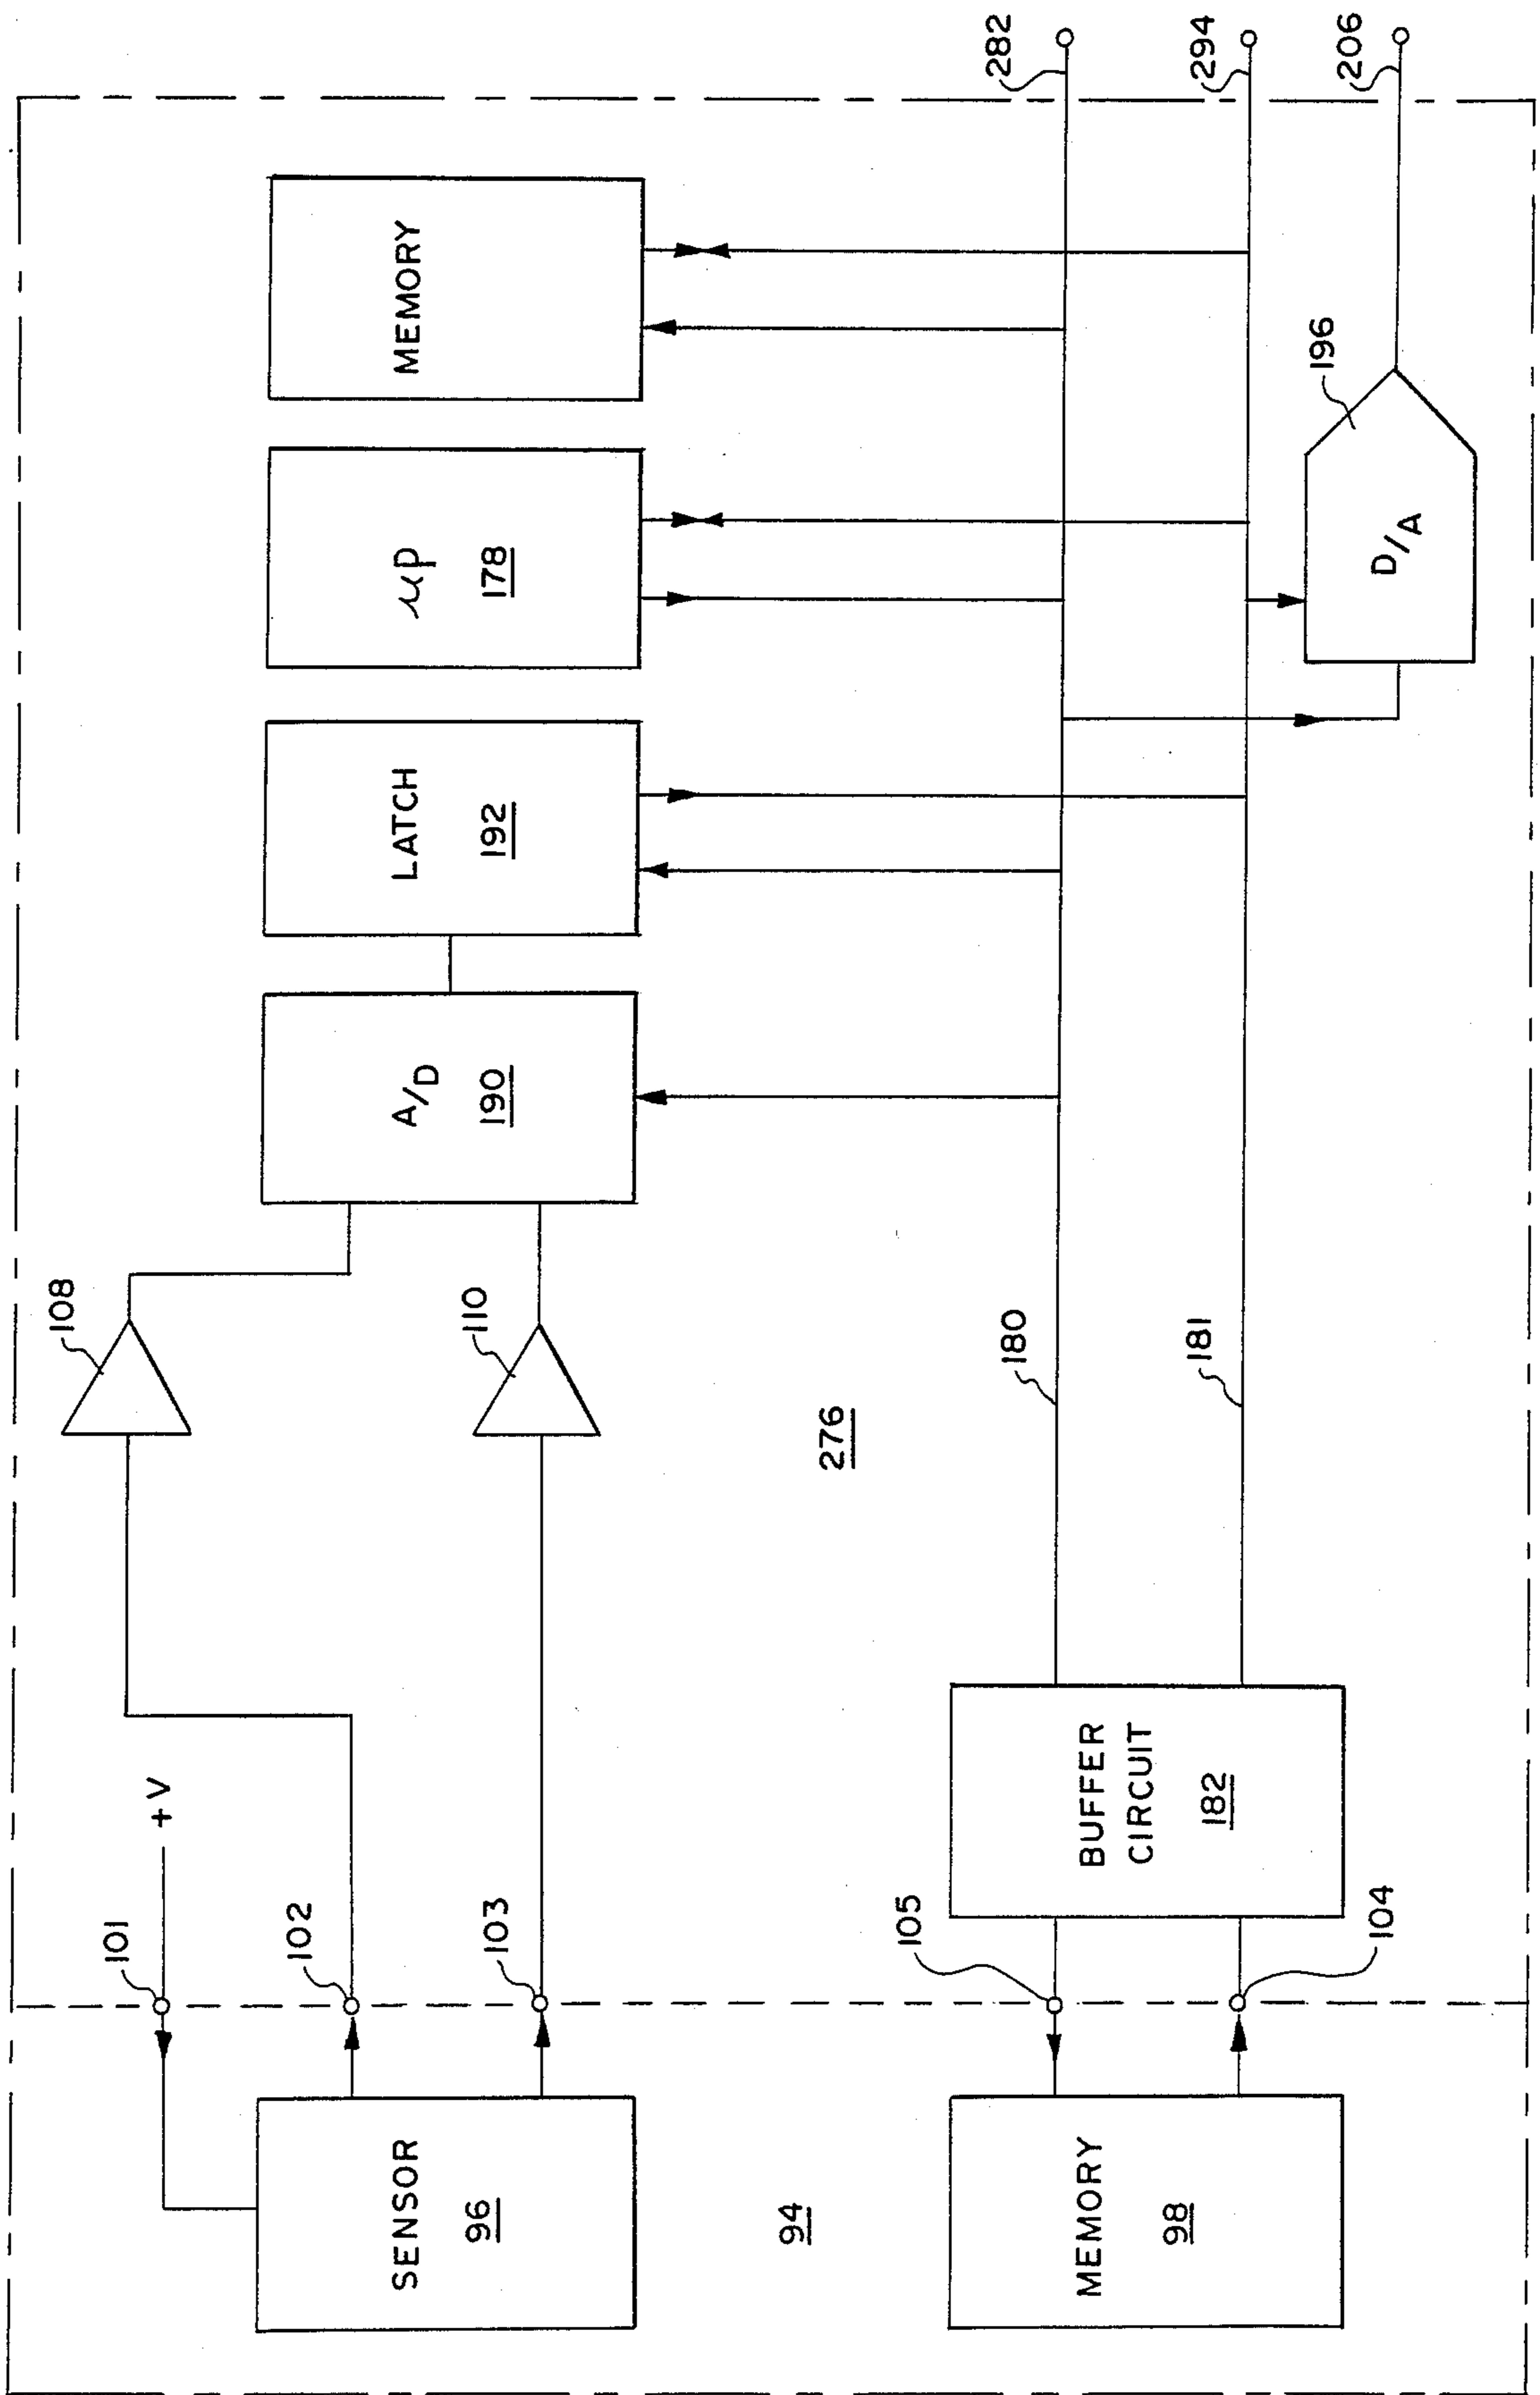 108
+V
101
102
103
SENSOR
96
110
A/D
190
LATCH
192
µp
178
MEMORY
94
276
105
104
MEMORY
98
BUFFER
CIRCUIT
182
180
181
D/A
196
282
294
206